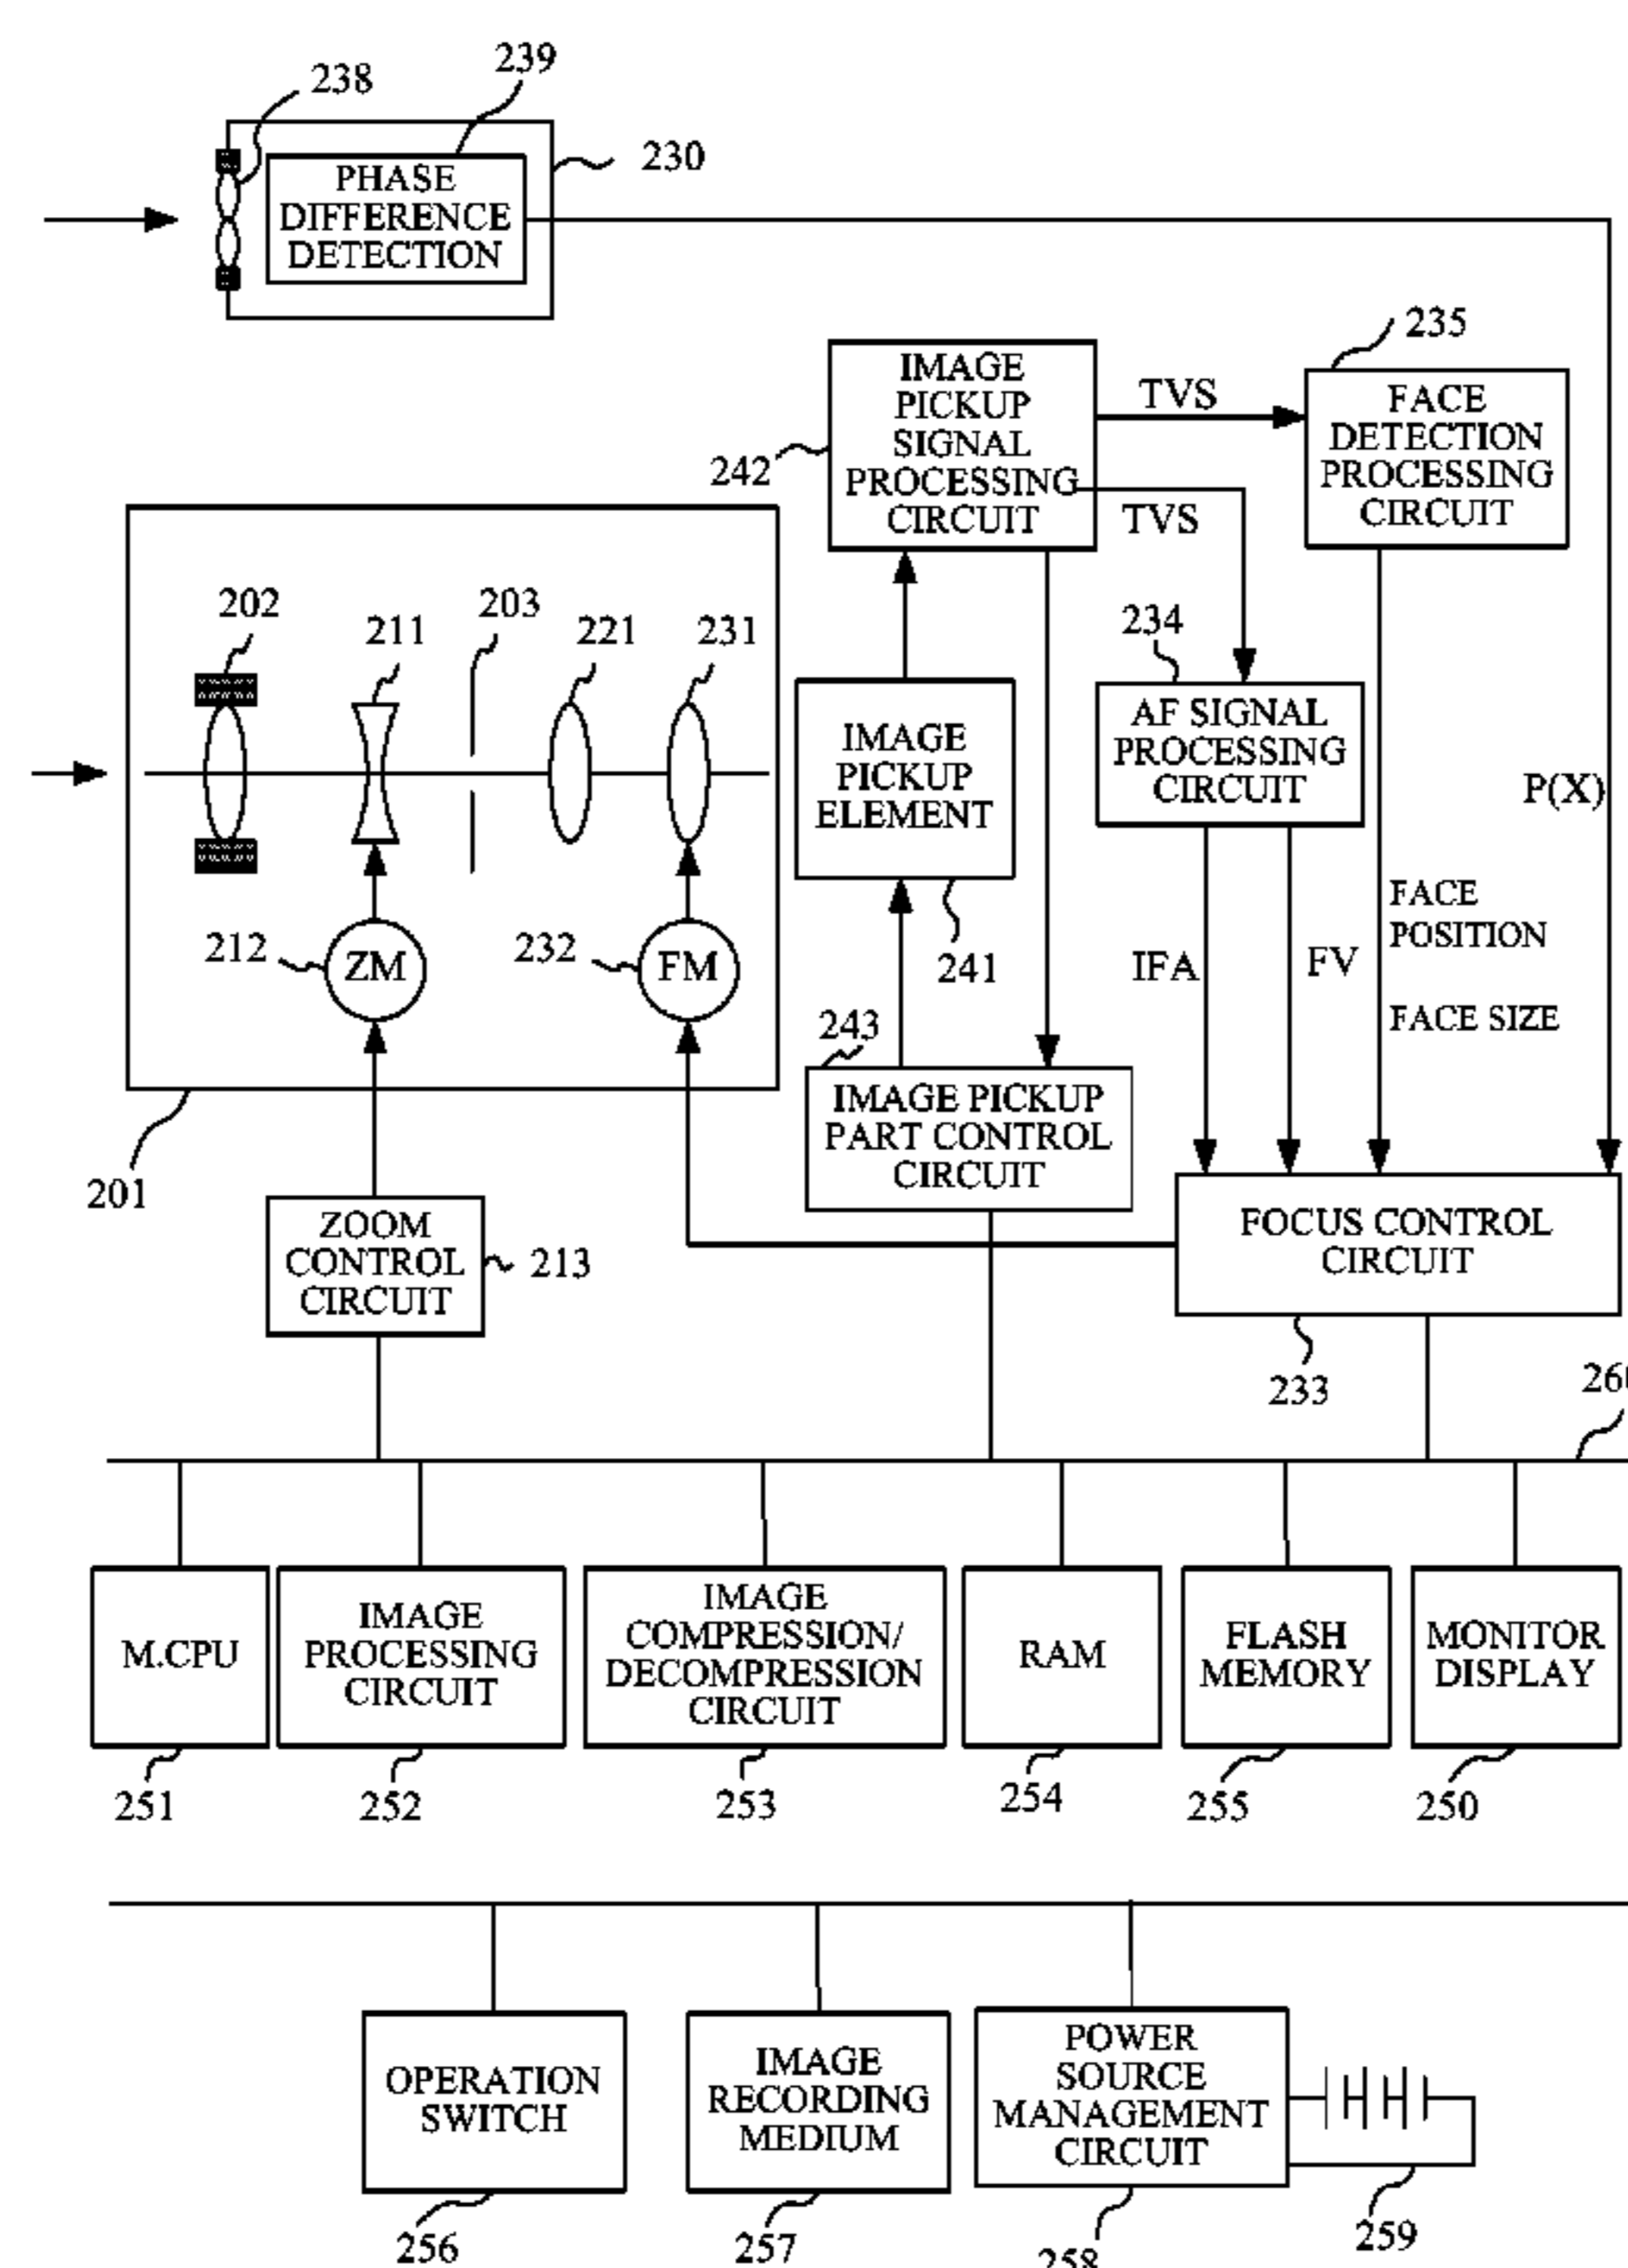 238
239
230
PHASE
DIFFERENCE
DETECTION
235
IMAGE
PICKUP
SIGNAL
PROCESSING
CIRCUIT
242
TVS
TVS
FACE
DETECTION
PROCESSING
CIRCUIT
202
211
203
221
231
234
IMAGE
PICKUP
ELEMENT
AF SIGNAL
PROCESSING
CIRCUIT
P(X)
212
ZM
232
FM
241
IFA
FV
FACE
POSITION
FACE SIZE
243
IMAGE PICKUP
PART CONTROL
CIRCUIT
201
ZOOM
CONTROL
CIRCUIT
213
FOCUS CONTROL
CIRCUIT
233
M.CPU
IMAGE
PROCESSING
CIRCUIT
IMAGE
COMPRESSION/
DECOMPRESSION
CIRCUIT
RAM
FLASH
MEMORY
MONITOR
DISPLAY
251
252
253
254
255
250
OPERATION
SWITCH
IMAGE
RECORDING
MEDIUM
POWER
SOURCE
MANAGEMENT
CIRCUIT
256
257
258
259